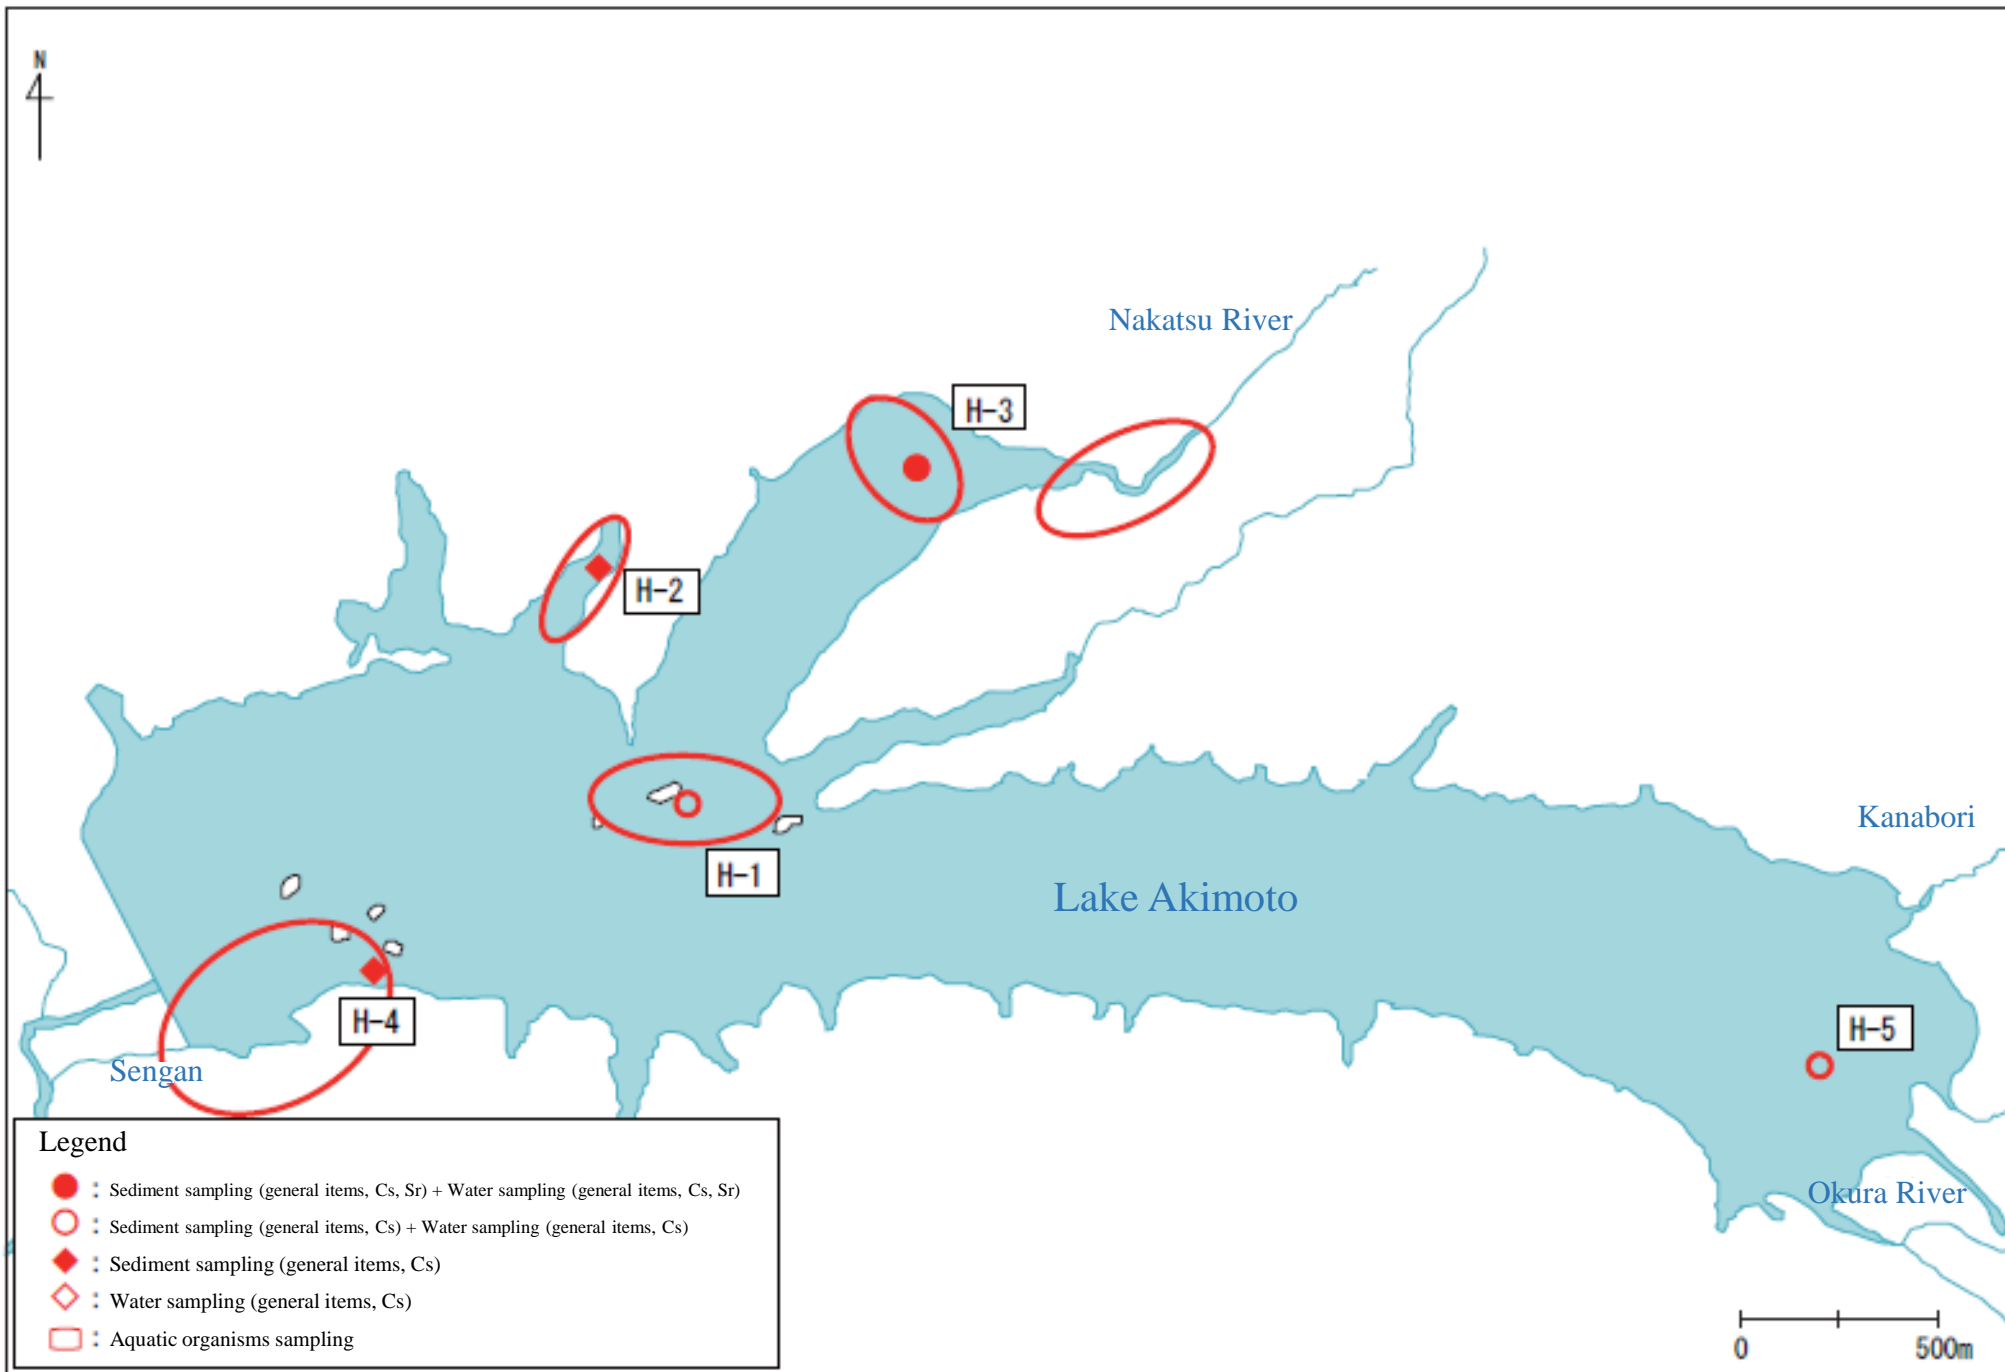 N
Nakatsu River
H-3
H-2
Kanabori
H-1
Lake Akimoto
H-4
H-5
Sengan
Okura River
Legend
: Sediment sampling (general items, Cs, Sr) + Water sampling (general items, Cs, Sr)
: Sediment sampling (general items, Cs) + Water sampling (general items, Cs)
: Sediment sampling (general items, Cs)
: Water sampling (general items, Cs)
: Aquatic organisms sampling
0 500m